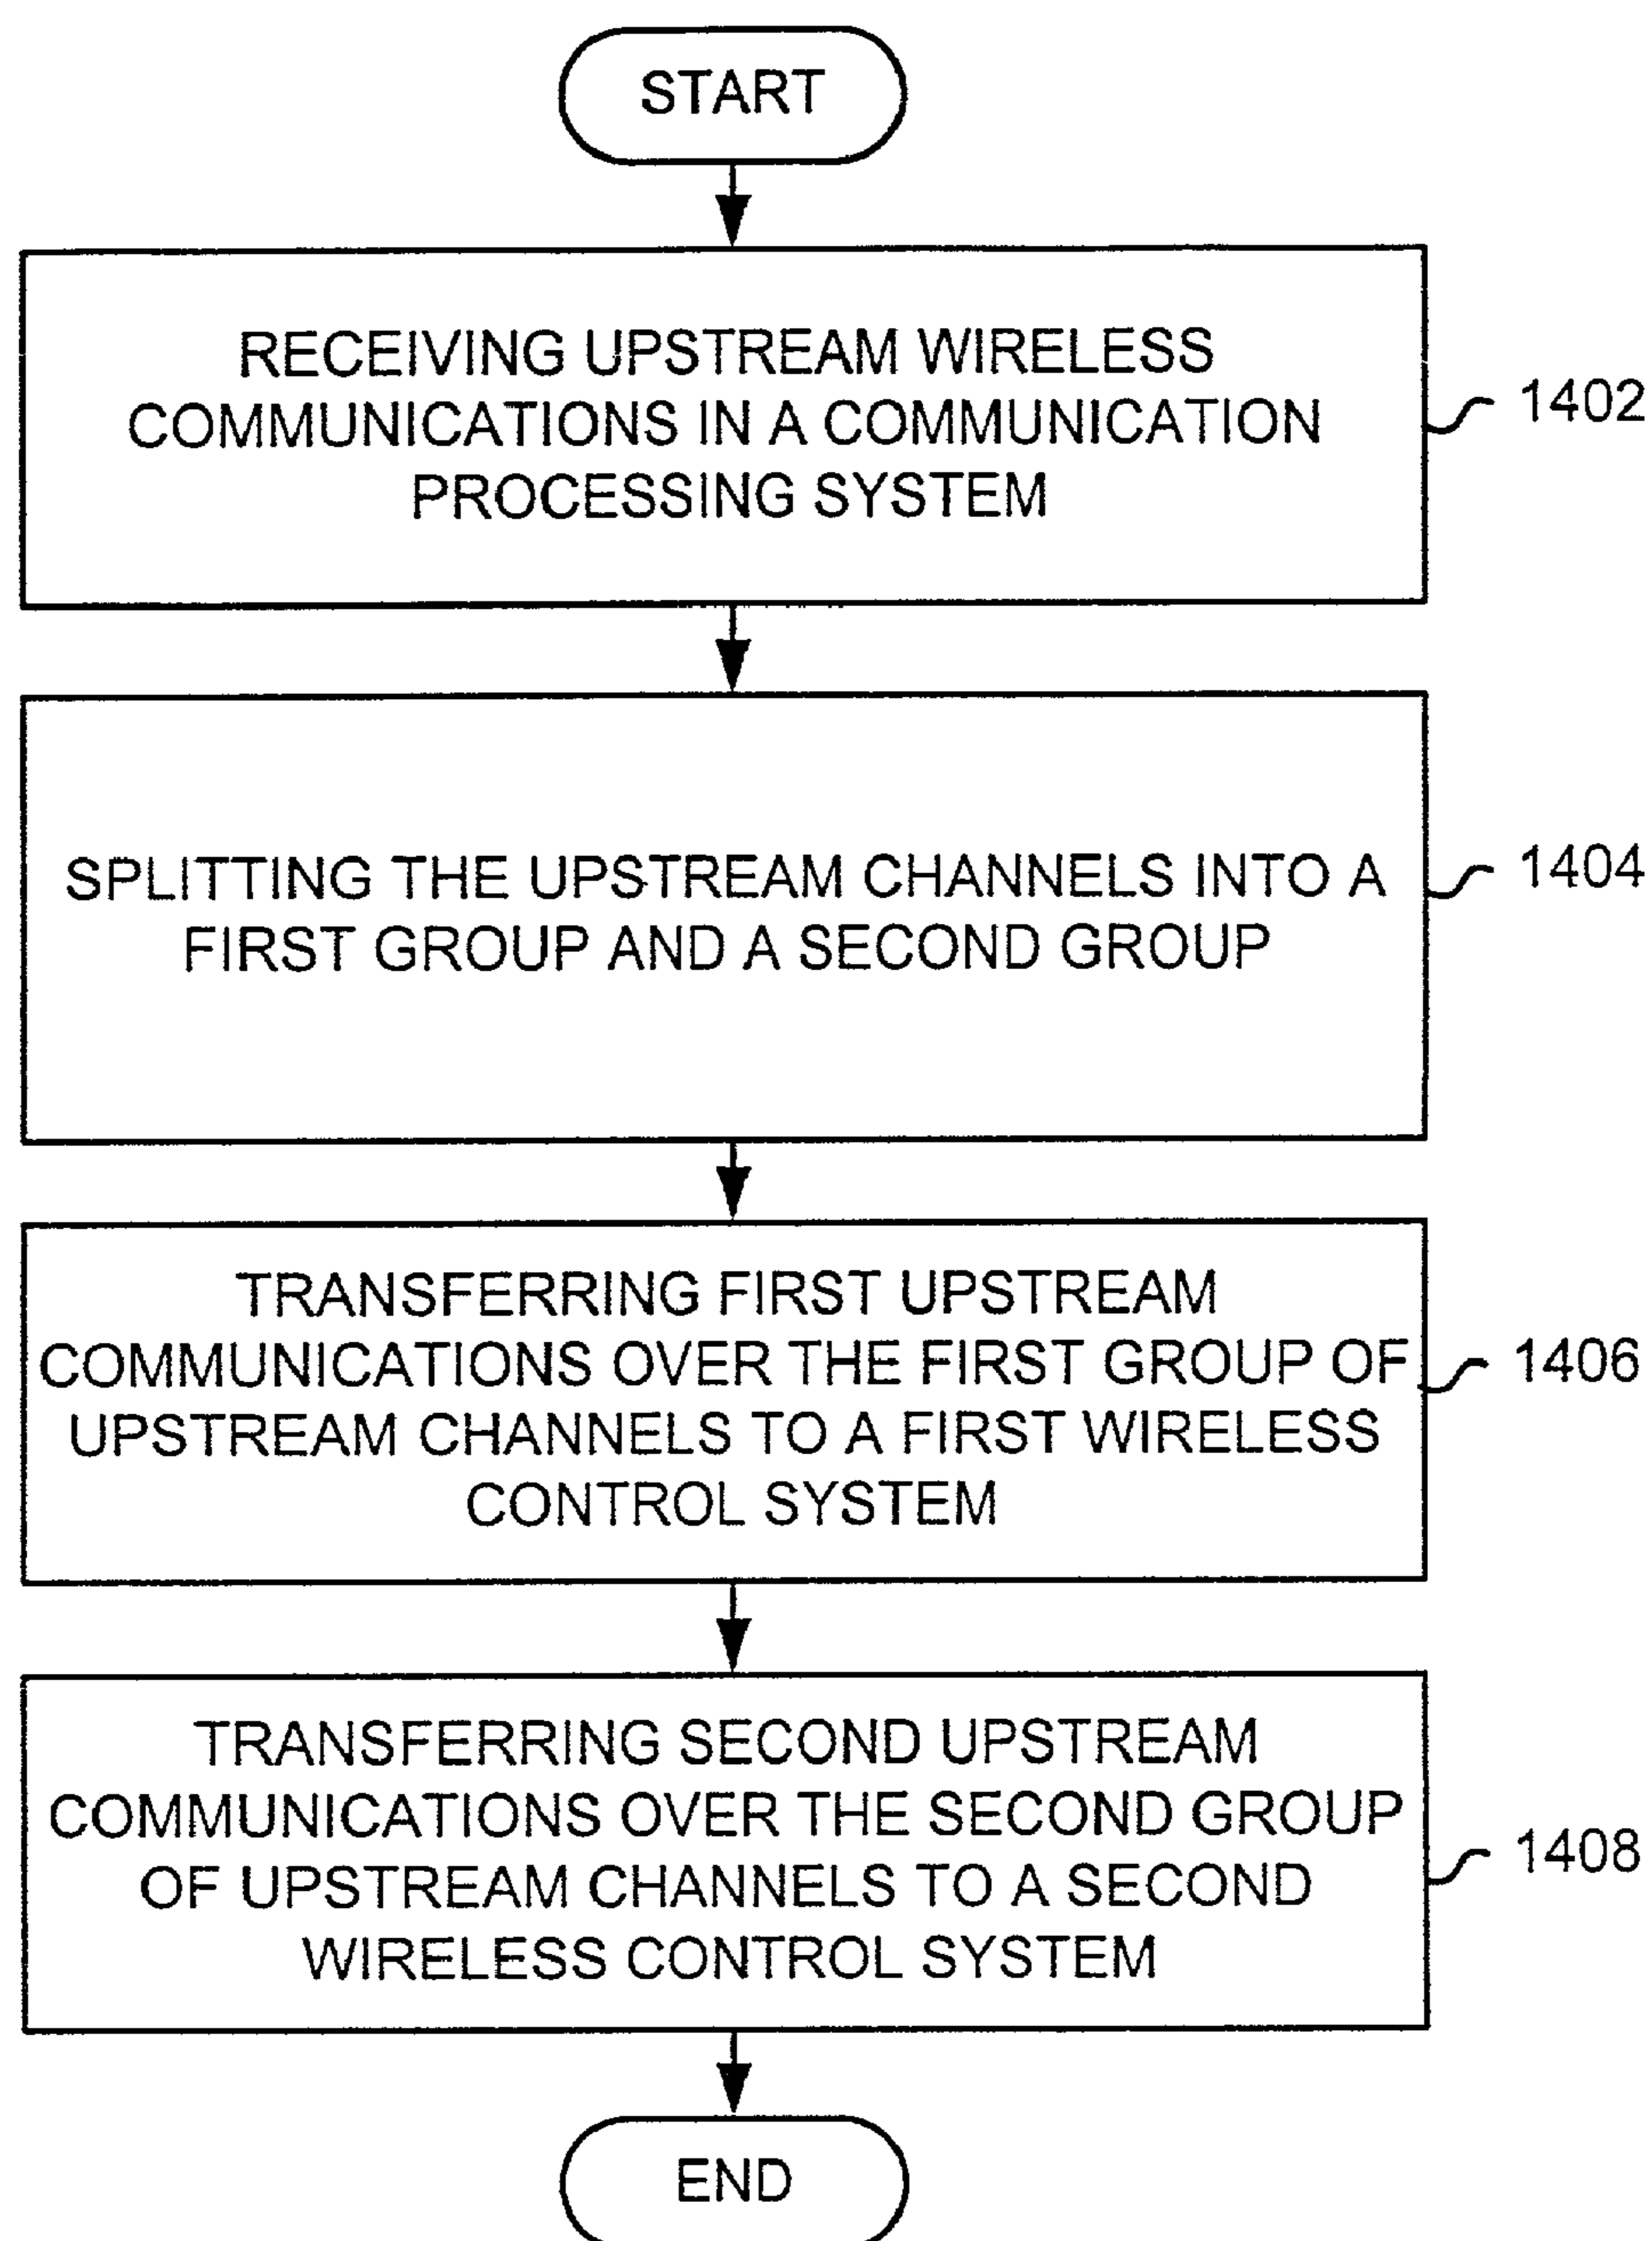 START
RECEIVING UPSTREAM WIRELESS
COMMUNICATIONS IN A COMMUNICATION
PROCESSING SYSTEM
1402
SPLITTING THE UPSTREAM CHANNELS INTO A
FIRST GROUP AND A SECOND GROUP
1404
TRANSFERRING FIRST UPSTREAM
COMMUNICATIONS OVER THE FIRST GROUP OF
UPSTREAM CHANNELS TO A FIRST WIRELESS
CONTROL SYSTEM
1406
TRANSFERRING SECOND UPSTREAM
COMMUNICATIONS OVER THE SECOND GROUP
OF UPSTREAM CHANNELS TO A SECOND
WIRELESS CONTROL SYSTEM
1408
END